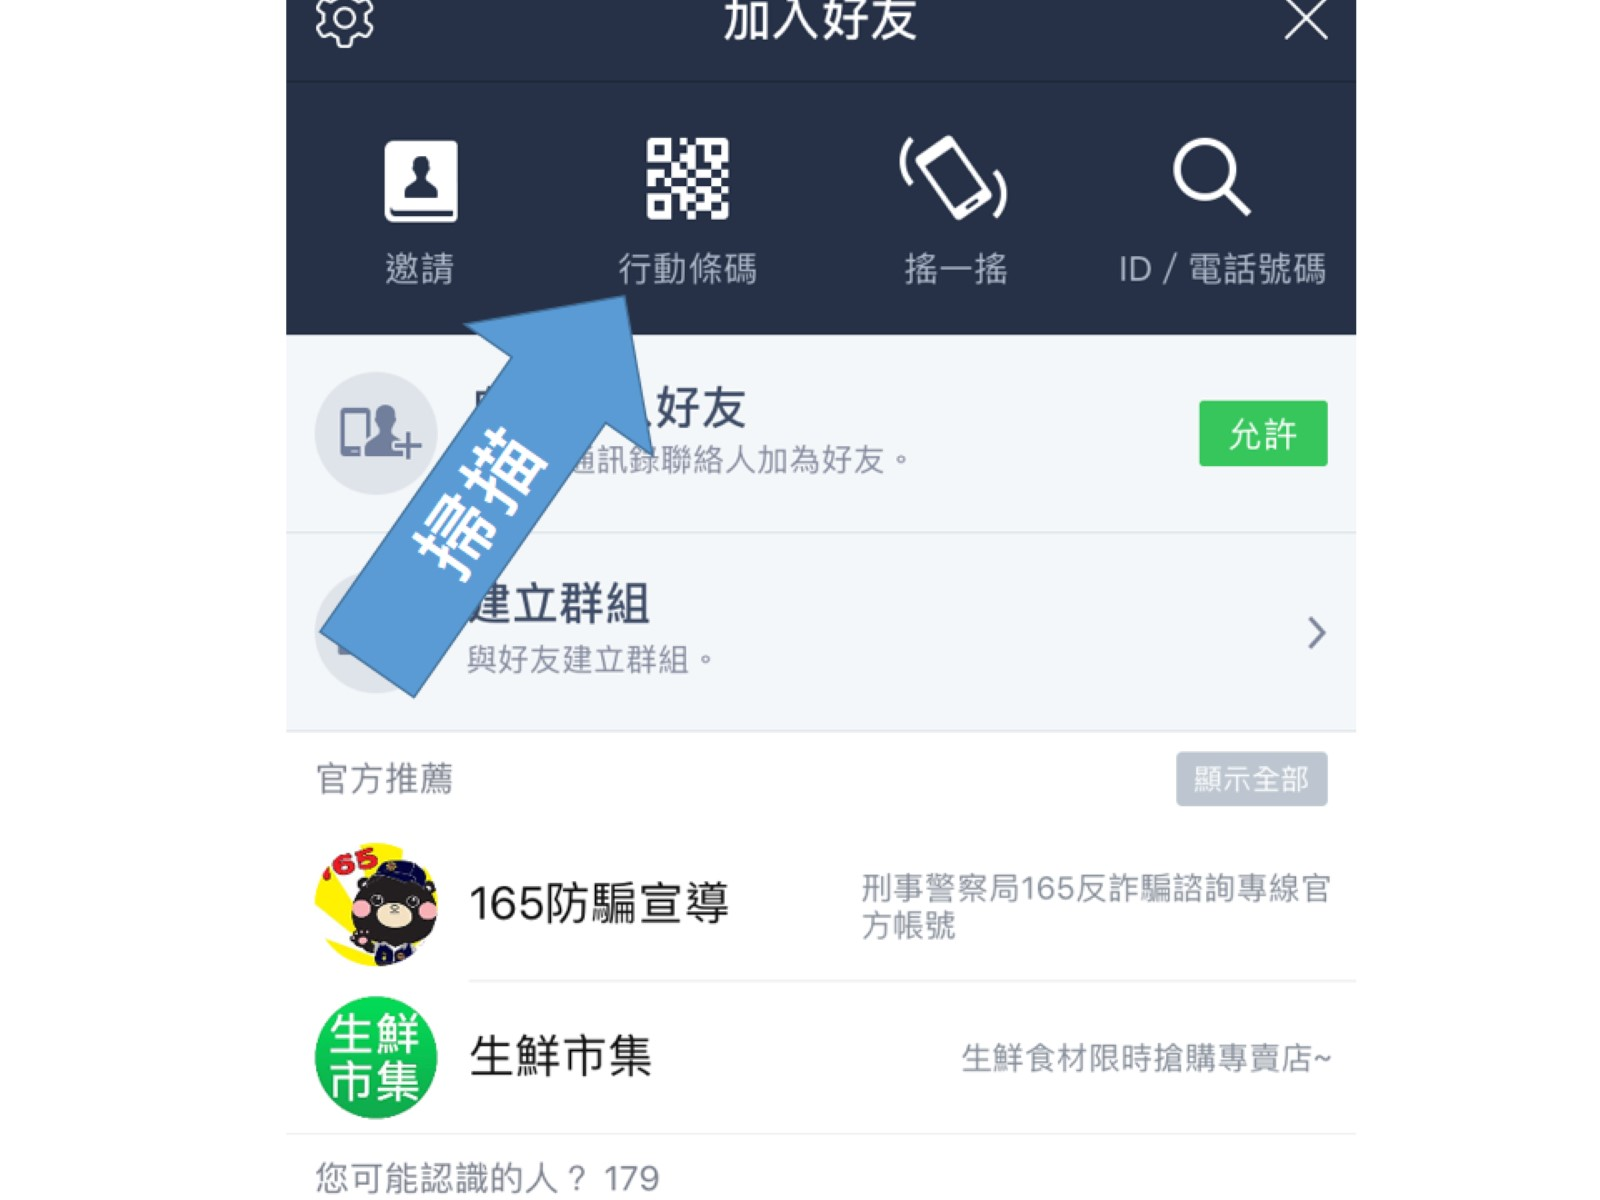 加入好友
邀請
行動條碼
搖一搖
ID / 電話號碼
好友
通訊錄聯絡人加為好友。
允許
掃描
建立群組
與好友建立群組。
官方推薦
顯示全部
165
165防騙宣導
刑事警察局165反詐騙諮詢專線官
方帳號
生鮮
市集
生鮮市集
生鮮食材限時搶購專賣店~
您可能認識的人？ 179